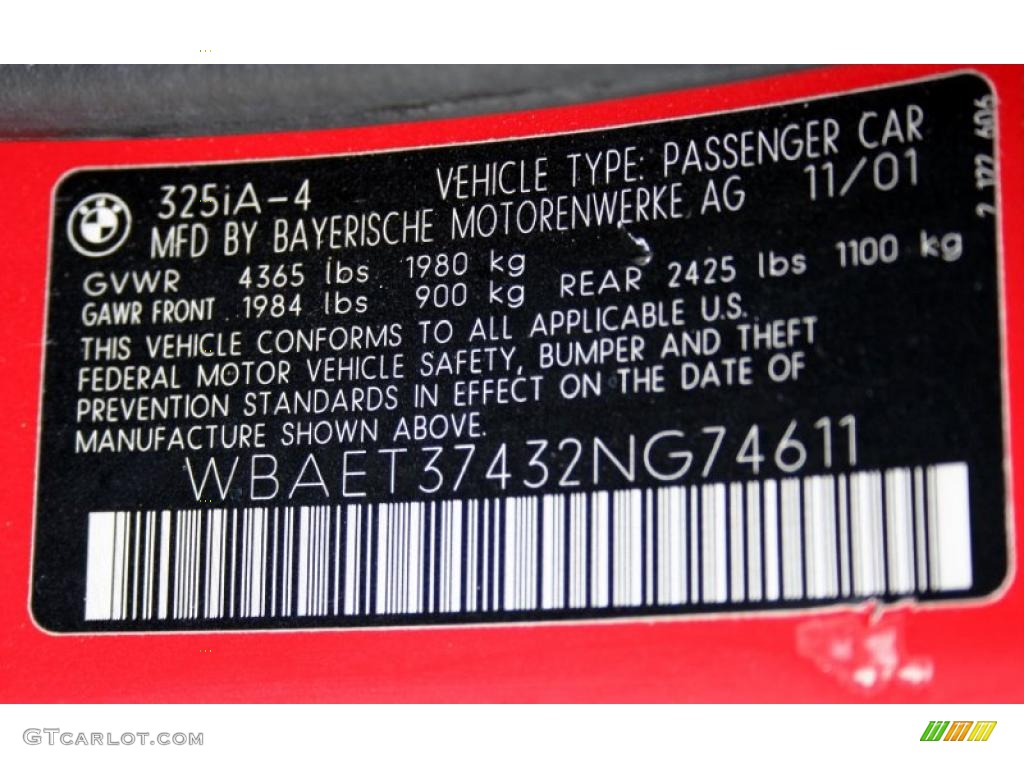 325iA-4 VEHICLE TYPE: PASSENGER CAR
MFD BY BAYERISCHE MOTORENWERKE AG 11/01
GVWR 4365 lbs 1980 kg
GAWR FRONT 1984 lbs 900 kg REAR 2425 lbs 1100 kg
THIS VEHICLE CONFORMS TO ALL APPLICABLE U.S.
FEDERAL MOTOR VEHICLE SAFETY, BUMPER AND THEFT
PREVENTION STANDARDS IN EFFECT ON THE DATE OF
MANUFACTURE SHOWN ABOVE.
WBAET37432NG74611
GTCARLOT.COM